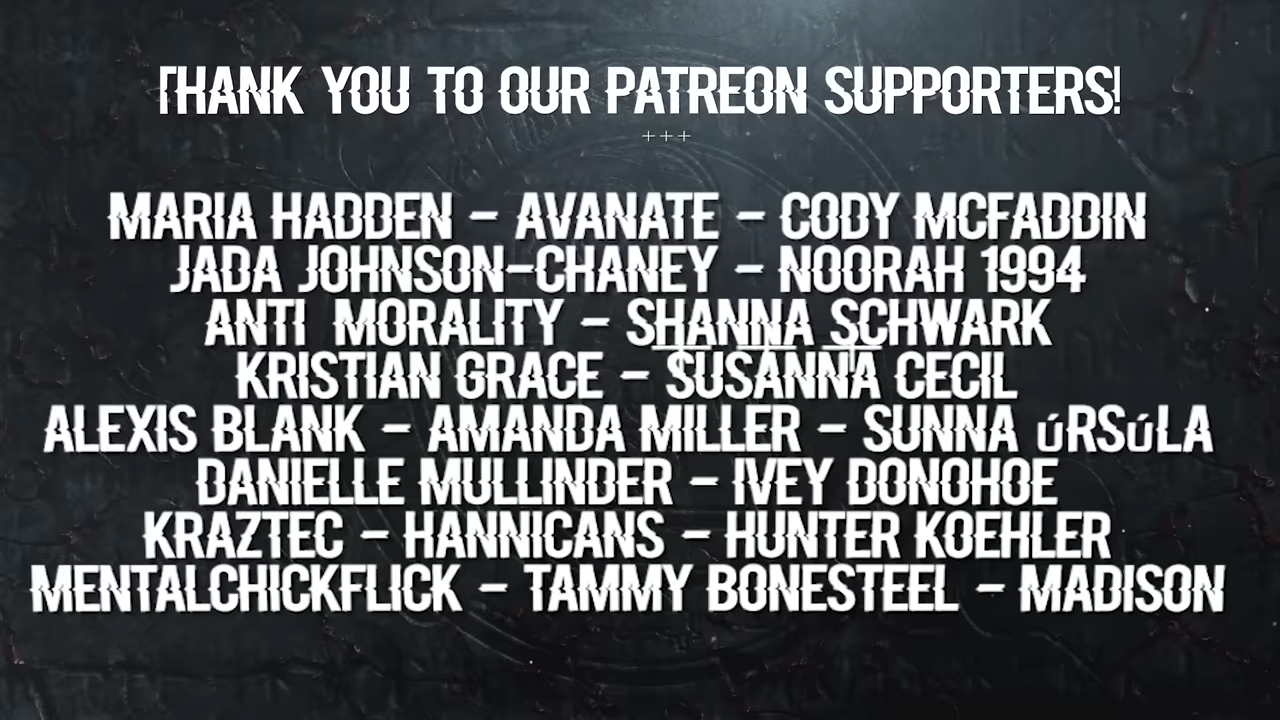 THANK YOU TO OUR PATREON SUPPORTERS!
+++
MARIA HADDEN - AVANATE - CODY MCFADDIN
JADA JOHNSON-CHANEY - NOORAH 1994
ANTI MORALITY - SHANNA SCHWARK
KRISTIAN GRACE - SUSANNA CECIL
ALEXIS BLANK - AMANDA MILLER - SUNNA úRSúLA
DANIELLE MULLINDER - IVEY DONOHOE
KRAZTEC - HANNICANS - HUNTER KOEHLER
MENTALCHICKFLICK - TAMMY BONESTEEL - MADISON